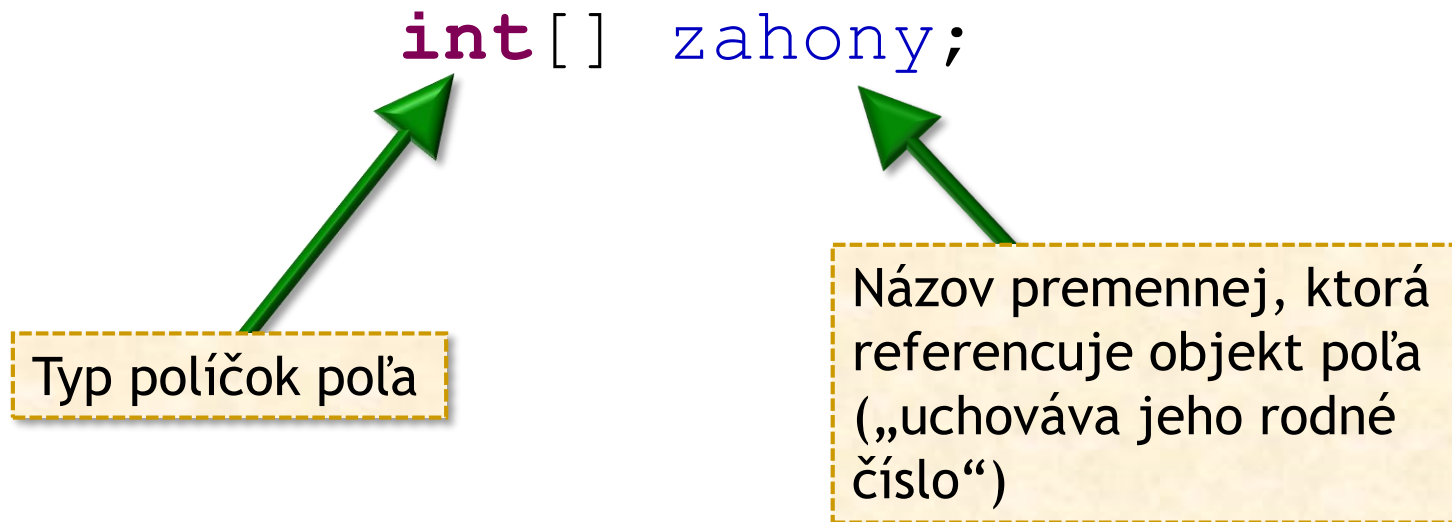 int[] zahony;
Typ políčok poľa
Názov premennej, ktorá
referencuje objekt poľa
(„uchováva jeho rodné
číslo“)